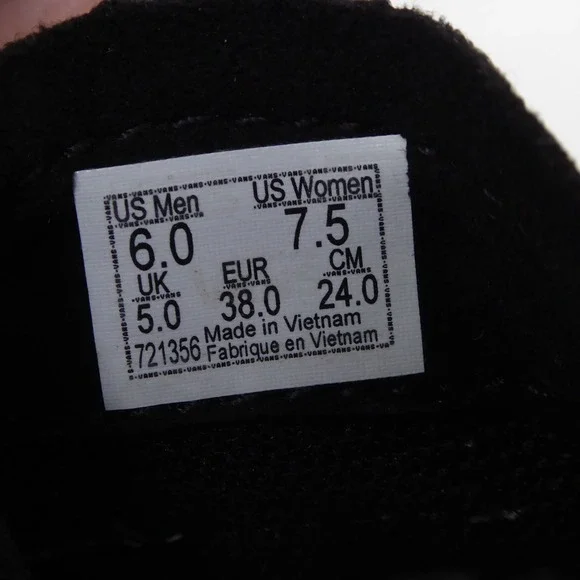 US Men US Women
6.0 7.5
UK EUR CM
5.0 38.0 24.0
721356 Made in Vietnam
Fabrique en Vietnam